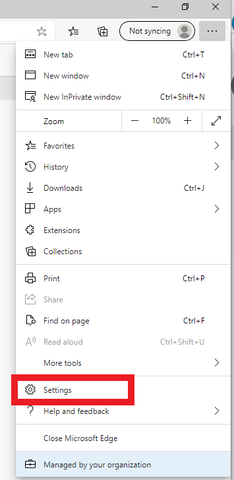 Not syncing
New tab Ctrl+T
New window Ctrl+N
New InPrivate window Ctrl+Shift+N
Zoom 100%
Favorites
History
Downloads Ctrl+J
Apps
Extensions
Collections
Print Ctrl+P
Share
Find on page Ctrl+F
Read aloud Ctrl+Shift+U
More tools
Settings
Help and feedback
Close Microsoft Edge
Managed by your organization